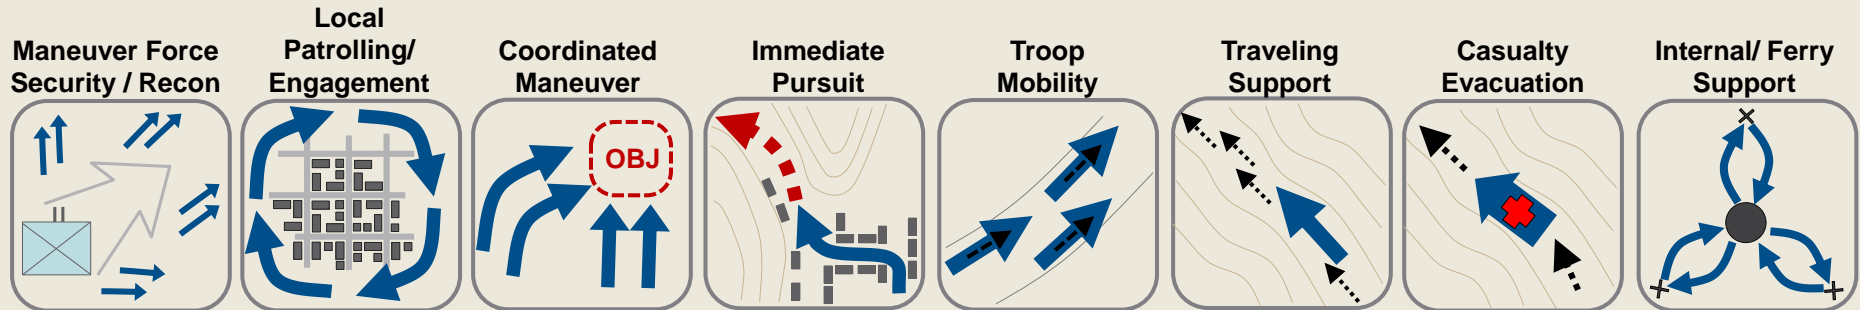 Maneuver Force
Security / Recon
Local
Patrolling/
Engagement
Coordinated
Maneuver
Immediate
Pursuit
Troop
Mobility
Traveling
Support
Casualty
Evacuation
Internal/ Ferry
Support
OBJ